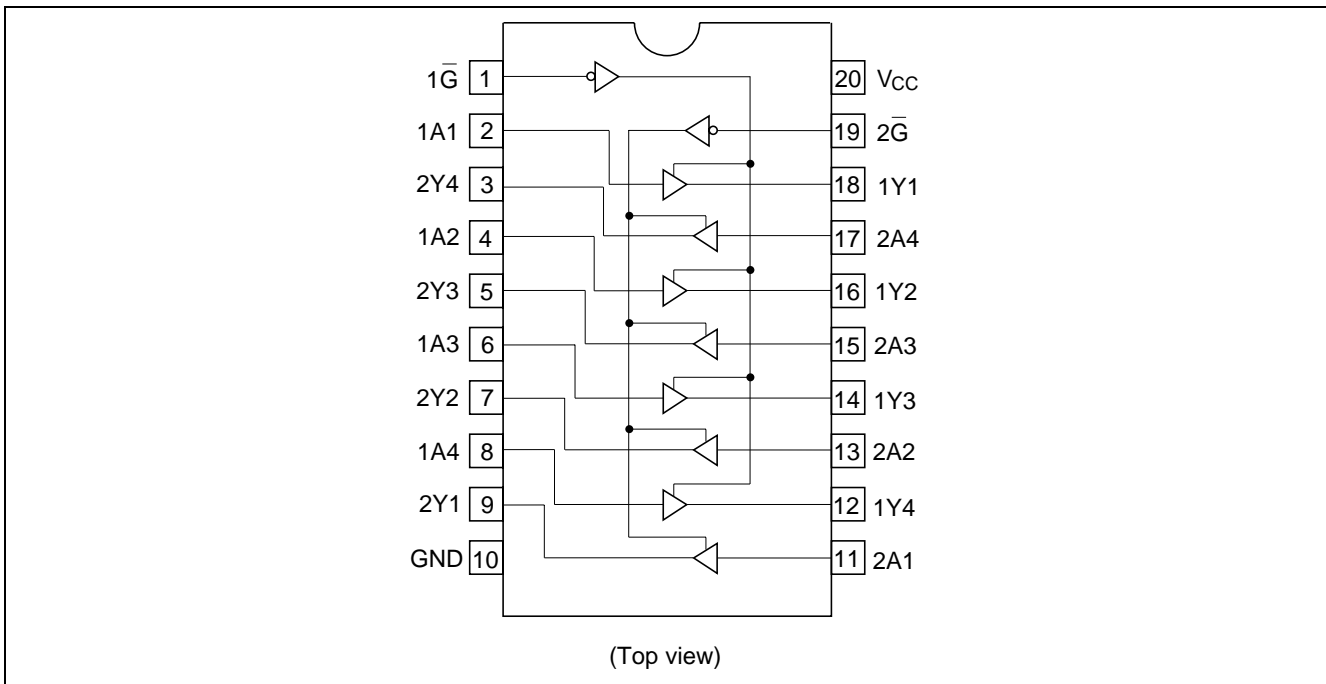 1G̅ 1 20 VCC
1A1 2 19 2G̅
2Y4 3 18 1Y1
1A2 4 17 2A4
2Y3 5 16 1Y2
1A3 6 15 2A3
2Y2 7 14 1Y3
1A4 8 13 2A2
2Y1 9 12 1Y4
GND 10 11 2A1
(Top view)